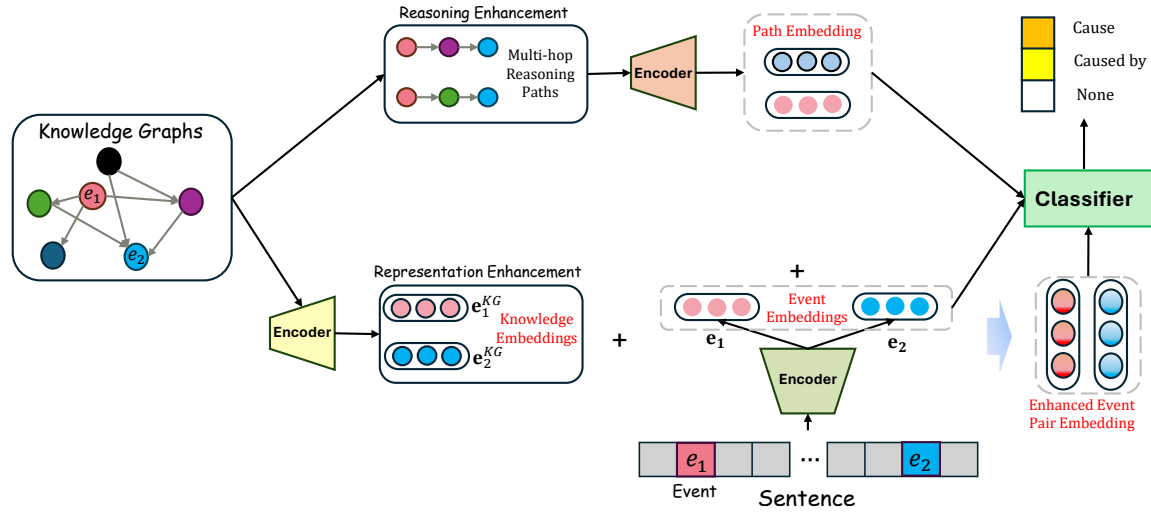 Reasoning Enhancement
Multi-hop
Reasoning
Paths
Encoder
Path Embedding
Cause
Caused by
None
Knowledge Graphs
e₁
e₂
Classifier
Representation Enhancement
Encoder
e₁ᴷᴳ
e₂ᴷᴳ
Knowledge
Embeddings
+
+
Event
Embeddings
e₁
e₂
Encoder
Enhanced Event
Pair Embedding
e₁
...
e₂
Event
Sentence